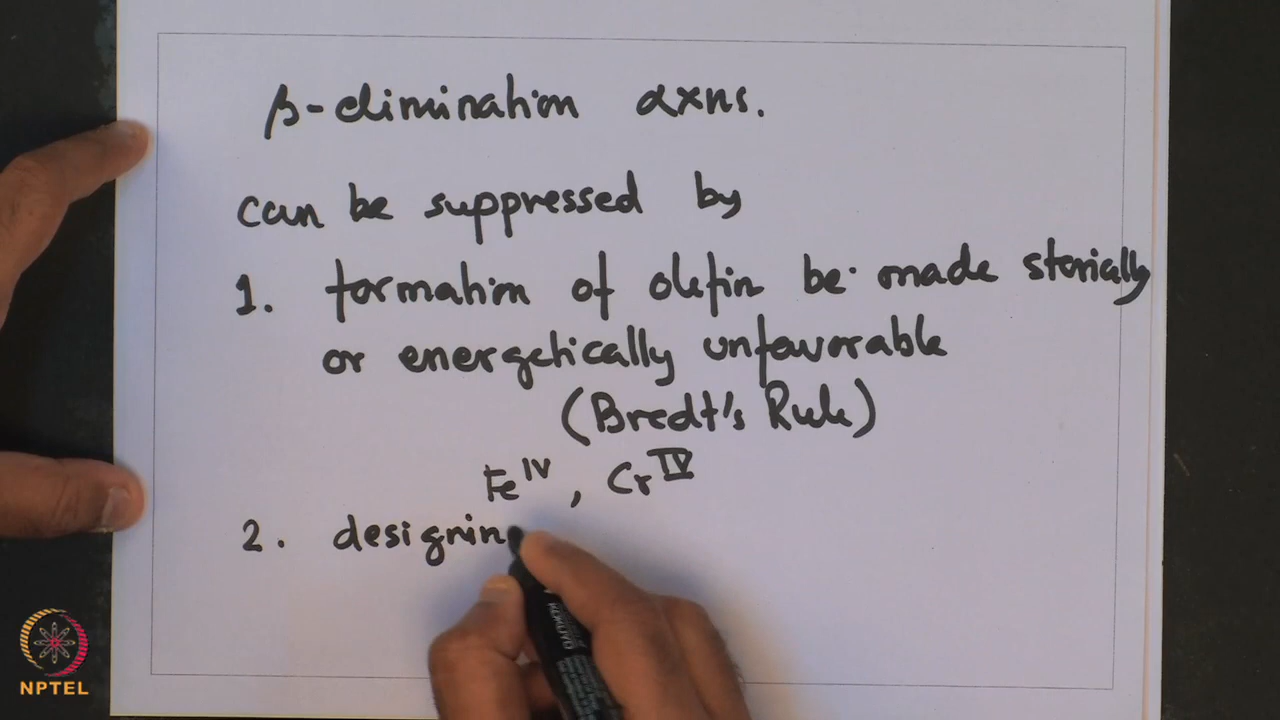 β-elimination αxns.
can be suppressed by
1. formation of olefin be made sterically
or energetically unfavorable
(Bredt's Rule)
Fe^IV, Cr^IV
2. designin
NPTEL